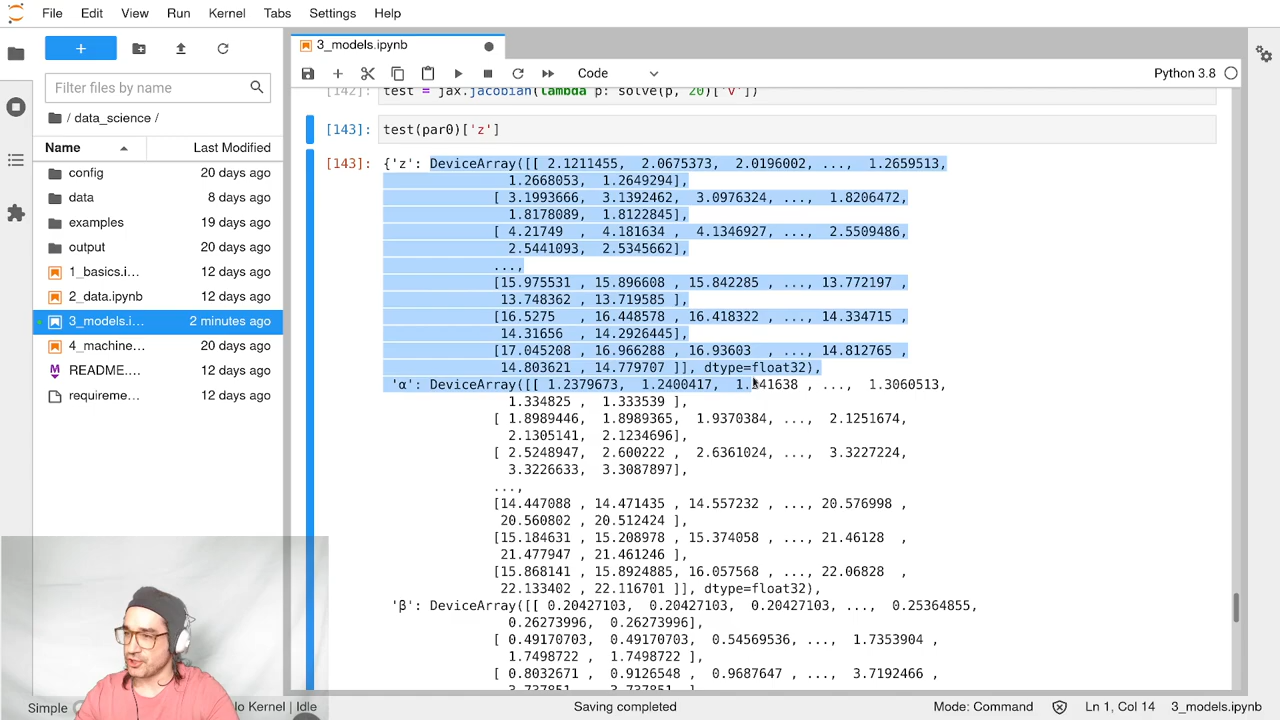 File Edit View Run Kernel Tabs Settings Help
3_models.ipynb
Filter files by name
Code
Python 3.8
/ data_science /
Name Last Modified
config 20 days ago
data 8 days ago
examples 19 days ago
output 20 days ago
1_basics.i... 12 days ago
2_data.ipynb 12 days ago
3_models.i... 2 minutes ago
4_machine... 20 days ago
README.... 12 days ago
requireme... 12 days ago
[142]: test = jax.jacobian(lambda p: solve(p, 20)['v'])
[143]: test(par0)['z']
[143]: {'z': DeviceArray([[ 2.1211455, 2.0675373, 2.0196002, ..., 1.2659513,
1.2668053, 1.2649294],
[ 3.1993666, 3.1392462, 3.0976324, ..., 1.8206472,
1.8178089, 1.8122845],
[ 4.21749 , 4.181634 , 4.1346927, ..., 2.5509486,
2.5441093, 2.5345662],
...,
[15.975531 , 15.896608 , 15.842285 , ..., 13.772197 ,
13.748362 , 13.719585 ],
[16.5275 , 16.448578 , 16.418322 , ..., 14.334715 ,
14.31656 , 14.2926445],
[17.045208 , 16.966288 , 16.93603 , ..., 14.812765 ,
14.803621 , 14.779707 ]], dtype=float32),
'α': DeviceArray([[ 1.2379673, 1.2400417, 1.241638 , ..., 1.3060513,
1.334825 , 1.333539 ],
[ 1.8989446, 1.8989365, 1.9370384, ..., 2.1251674,
2.1305141, 2.1234696],
[ 2.5248947, 2.600222 , 2.6361024, ..., 3.3227224,
3.3226633, 3.3087897],
...,
[14.447088 , 14.471435 , 14.557232 , ..., 20.576998 ,
20.560802 , 20.512424 ],
[15.184631 , 15.208978 , 15.374058 , ..., 21.46128 ,
21.477947 , 21.461246 ],
[15.868141 , 15.8924885, 16.057568 , ..., 22.06828 ,
22.133402 , 22.116701 ]], dtype=float32),
'β': DeviceArray([[ 0.20427103, 0.20427103, 0.20427103, ..., 0.25364855,
0.26273996, 0.26273996],
[ 0.49170703, 0.49170703, 0.54569536, ..., 1.7353904 ,
1.7498722 , 1.7498722 ],
[ 0.8032671 , 0.9126548 , 0.9687647 , ..., 3.7192466 ,
3.737851 , 3.737851 ],
Simple Kernel | Idle Saving completed Mode: Command Ln 1, Col 14 3_models.ipynb